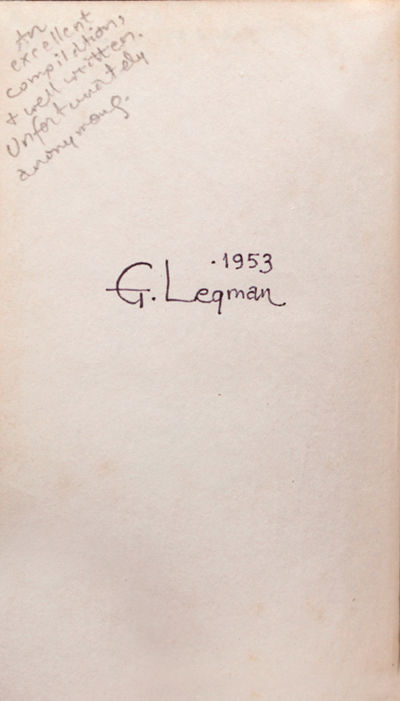 An
excellent
compilation,
+ well written.
Unfortunately
anonymous.
·1953
G. Legman